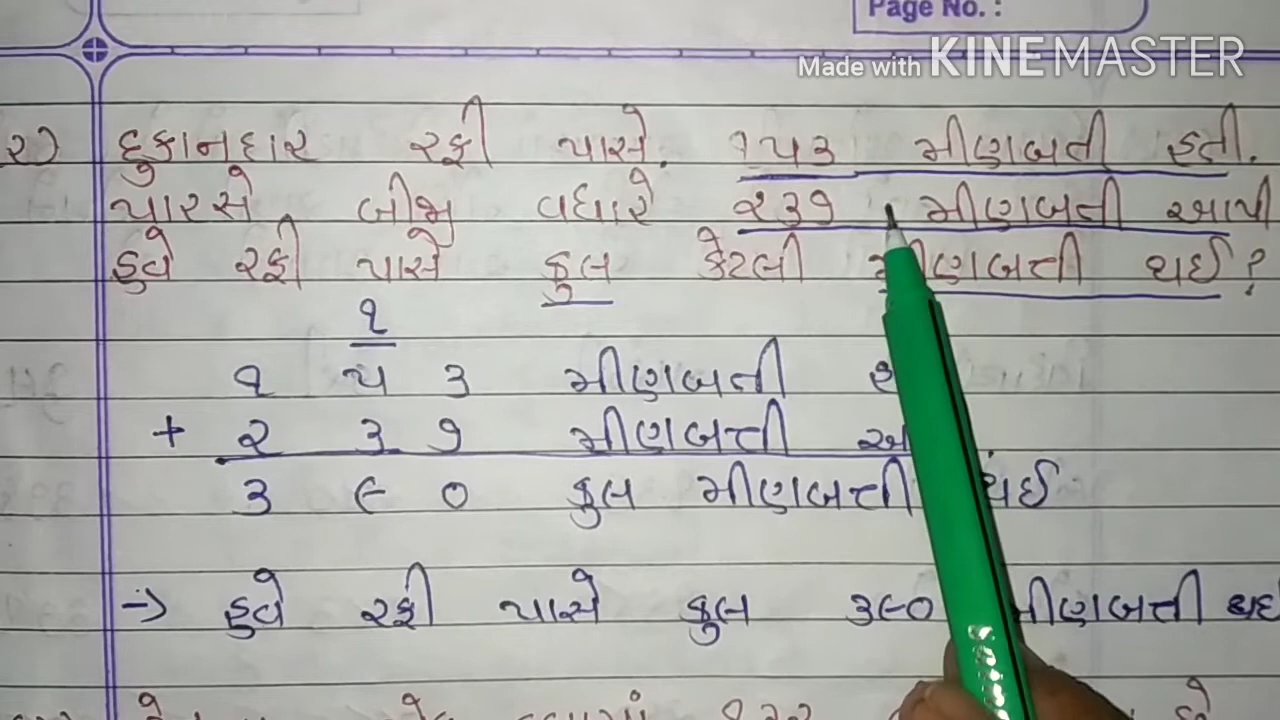 Page No. :
Made with KINEMASTER
૨) દુકાનદાર રફી પાસે. ૧૫૩ મીણબતી હતી.
પારસે બીજી વધારે ૨૩૭ મીણબત્તી આપી
હવે રફી પાસે કુલ કેટલી મીણબત્તી થઈ?
૧
૧ ૫ ૩ મીણબતી
+ ૨ ૩ ૭ મીણબત્તી
૩ ૯ ૦ કુલ મીણબત્તી થઈ
→ હવે રફી પાસે કુલ ૩૯૦ મીણબત્તી થઈ